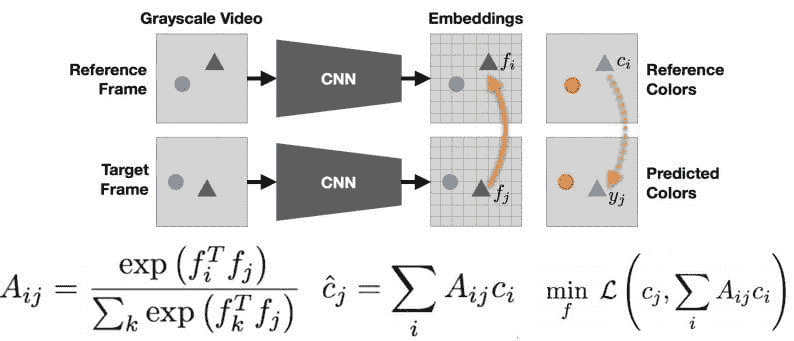 Grayscale Video
Embeddings
Reference Frame
CNN
f_i
c_i
Reference Colors
Target Frame
CNN
f_j
y_j
Predicted Colors
A_{ij} = \frac{\exp\left(f_i^T f_j\right)}{\sum_k \exp\left(f_k^T f_j\right)}
\hat{c}_j = \sum_i A_{ij} c_i
\min_f \mathcal{L}\left(c_j, \sum_i A_{ij} c_i\right)